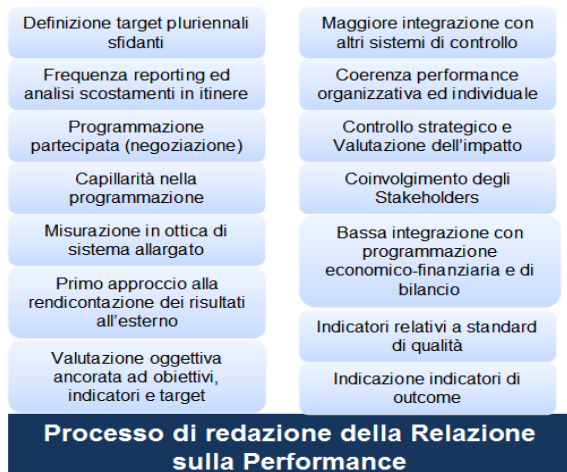 Definizione target pluriennali
sfidanti
Frequenza reporting ed
analisi scostamenti in itinere
Programmazione
partecipata (negoziazione)
Capillarità nella
programmazione
Misurazione in ottica di
sistema allargato
Primo approccio alla
rendicontazione dei risultati
all'esterno
Valutazione oggettiva
ancorata ad obiettivi,
indicatori e target
Maggiore integrazione con
altri sistemi di controllo
Coerenza performance
organizzativa ed individuale
Controllo strategico e
Valutazione dell'impatto
Coinvolgimento degli
Stakeholders
Bassa integrazione con
programmazione
economico-finanziaria e di
bilancio
Indicatori relativi a standard
di qualità
Indicazione indicatori di
outcome
Processo di redazione della Relazione
sulla Performance